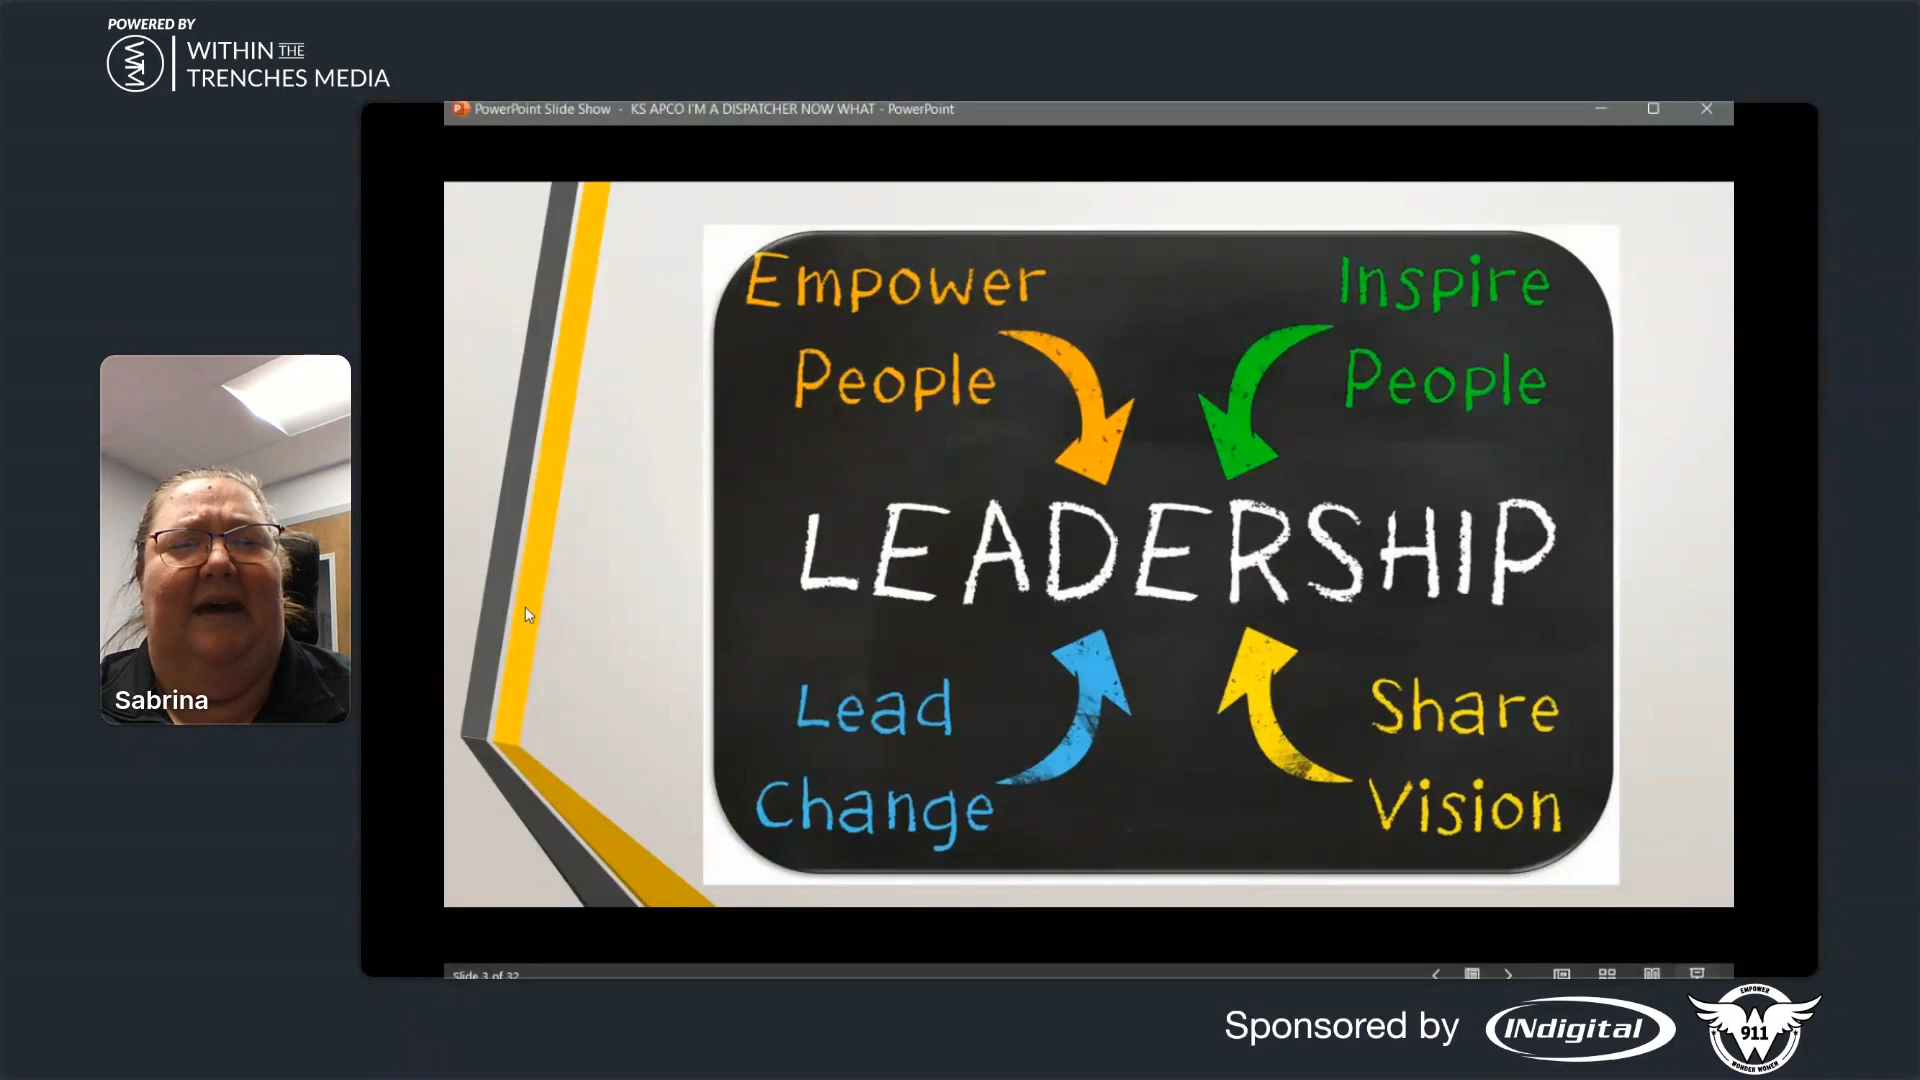 POWERED BY
WITHIN THE
TRENCHES MEDIA
WTM
PowerPoint Slide Show - KS APCO I'M A DISPATCHER NOW WHAT - PowerPoint
Empower
People
Inspire
People
LEADERSHIP
Lead
Change
Share
Vision
Sabrina
Slide 3 of 32
Sponsored by
INdigital
EMPOWER
W
911
WONDER WOMEN